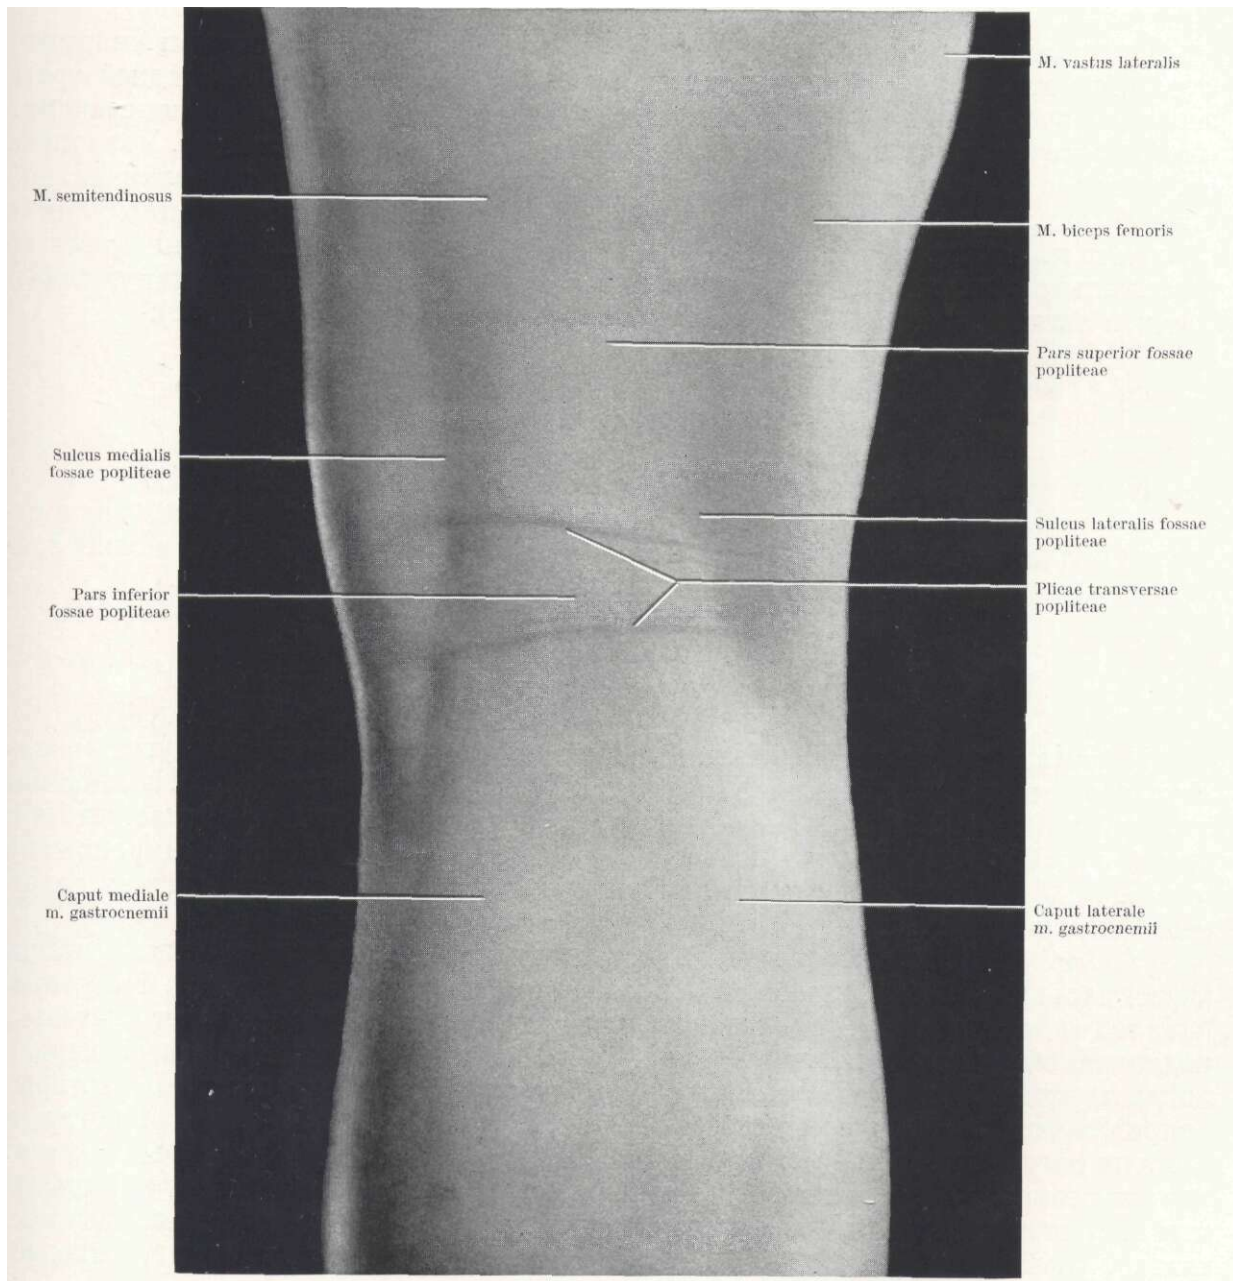 M. vastus lateralis
M. semitendinosus
M. biceps femoris
Pars superior fossae
popliteae
Sulcus medialis
fossae popliteae
Sulcus lateralis fossae
popliteae
Pars inferior
fossae popliteae
Plicae transversae
popliteae
Caput mediale
m. gastrocnemii
Caput laterale
m. gastrocnemii